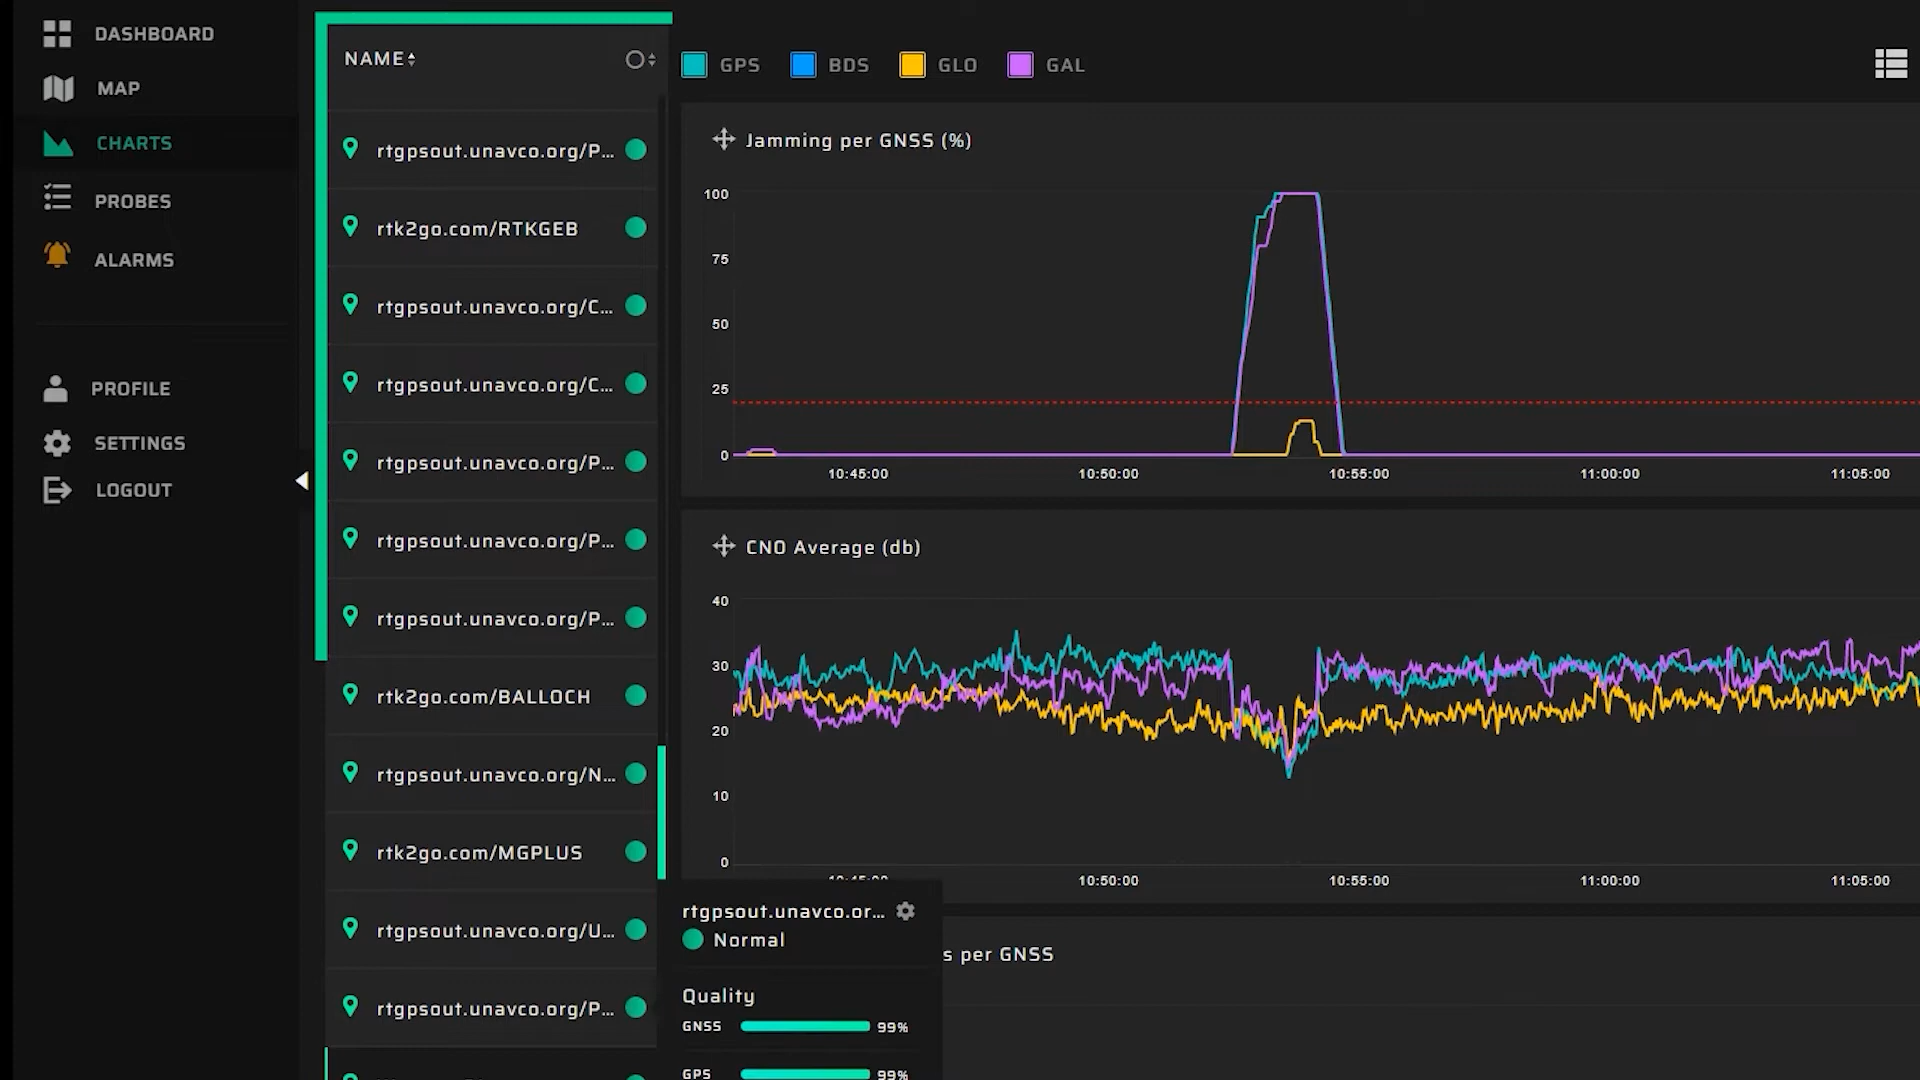 DASHBOARD
MAP
CHARTS
PROBES
ALARMS
PROFILE
SETTINGS
LOGOUT
NAME
rtgpsout.unavco.org/P...
rtk2go.com/RTKGEB
rtgpsout.unavco.org/C...
rtgpsout.unavco.org/C...
rtgpsout.unavco.org/P...
rtgpsout.unavco.org/P...
rtgpsout.unavco.org/P...
rtk2go.com/BALLOCH
rtgpsout.unavco.org/N...
rtk2go.com/MGPLUS
rtgpsout.unavco.org/U...
rtgpsout.unavco.org/P...
GPS BDS GLO GAL
Jamming per GNSS (%)
100
75
50
25
0
10:45:00 10:50:00 10:55:00 11:00:00 11:05:00
CNO Average (db)
40
30
20
10
0
10:45:00 10:50:00 10:55:00 11:00:00 11:05:00
s per GNSS
rtgpsout.unavco.or...
Normal
Quality
GNSS 99%
GPS 99%